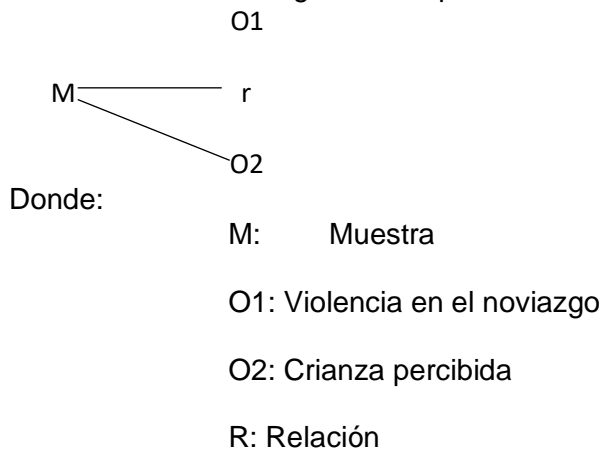 O1
M r
O2
Donde:
M: Muestra
O1: Violencia en el noviazgo
O2: Crianza percibida
R: Relación